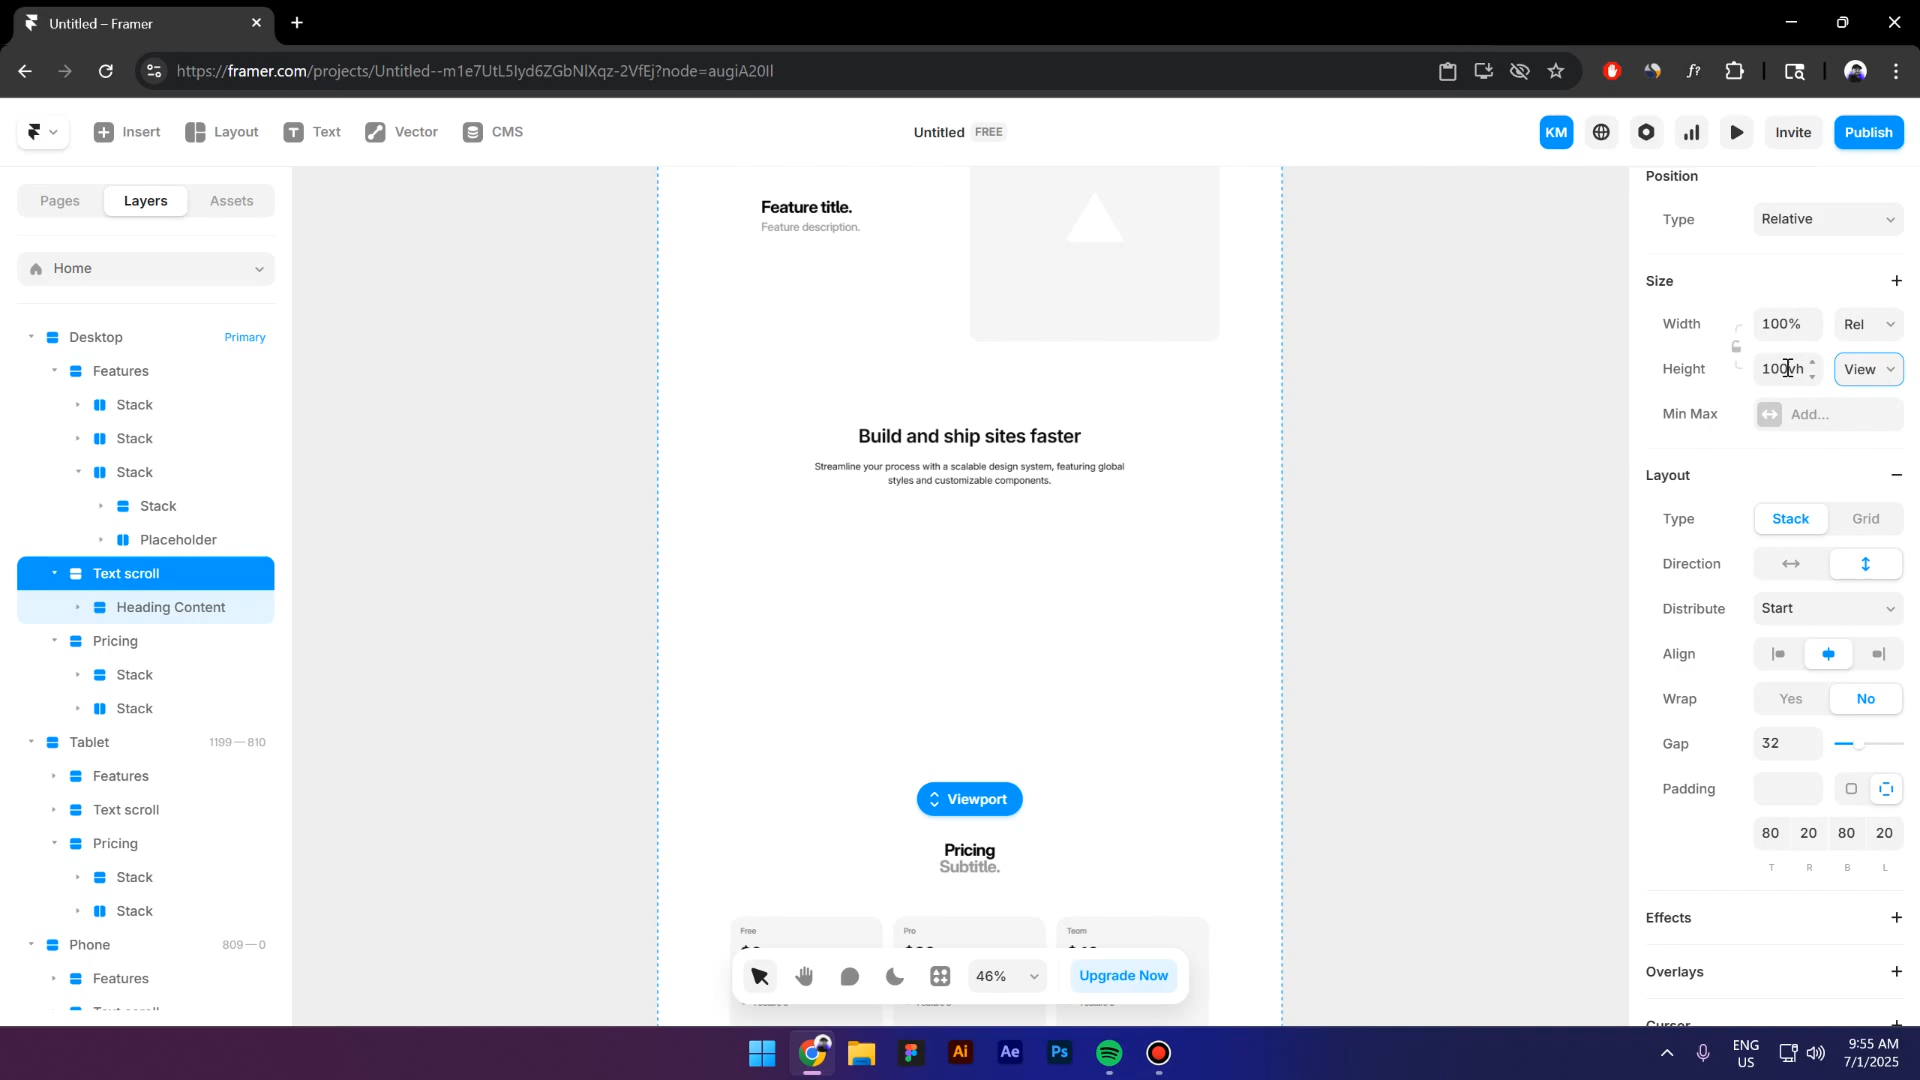 Untitled – Framer
https://framer.com/projects/Untitled--m1e7UtL5lyd6ZGbNlXqz-2VfEj?node=augiA20Il
Insert
Layout
Text
Vector
CMS
Untitled FREE
KM
Invite
Publish
Pages
Layers
Assets
Home
Desktop Primary
Features
Stack
Stack
Stack
Stack
Placeholder
Text scroll
Heading Content
Pricing
Stack
Stack
Tablet 1199—810
Features
Text scroll
Pricing
Stack
Stack
Phone 809—0
Features
Feature title.
Feature description.
Build and ship sites faster
Streamline your process with a scalable design system, featuring global
styles and customizable components.
Viewport
Pricing
Subtitle.
Free
Pro
Team
46%
Upgrade Now
Position
Type Relative
Size
Width 100% Rel
Height 100vh View
Min Max Add...
Layout
Type Stack Grid
Direction
Distribute Start
Align
Wrap Yes No
Gap 32
Padding
80 20 80 20
T R B L
Effects
Overlays
Cursor
Ai
Ae
Ps
ENG
US
9:55 AM
7/1/2025